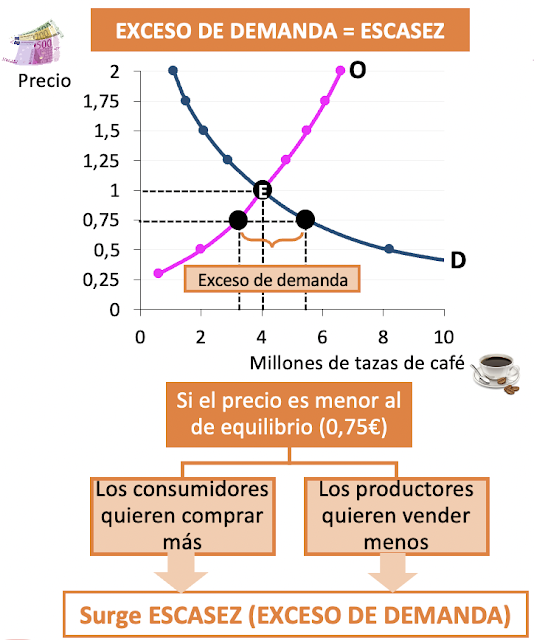 EXCESO DE DEMANDA = ESCASEZ
500
Precio
O
2
1,75
1,5
1,25
1
E
0,75
0,5
D
0,25
Exceso de demanda
0
0 2 4 6 8 10
Millones de tazas de café
Si el precio es menor al
de equilibrio (0,75€)
Los consumidores
quieren comprar
más
Los productores
quieren vender
menos
Surge ESCASEZ (EXCESO DE DEMANDA)